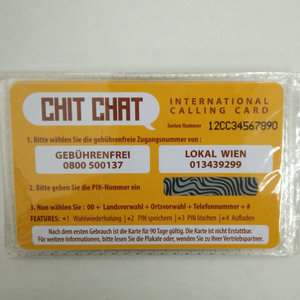 CHIT CHAT
INTERNATIONAL
CALLING CARD
Serien Nummer 12CC34567890
1. Bitte wählen Sie die gebührenfreie Zugangsnummer von :
GEBÜHRENFREI
0800 500137
LOKAL WIEN
013439299
2. Bitte geben Sie die PIN-Nummer ein
3. Nun wählen Sie : 00 + Landsvorwahl + Ortsvorwahl + Telefonnummer + #
FEATURES: *1 Wahlwiederholung | *2 PIN speichern | *3 PIN löschen | *4 Aufladen
Nach dem ersten Gebrauch ist die Karte für 90 Tage gültig. Die Karte ist nicht Erstattbar.
Für weitere Informationen, bitte lesen Sie die Plakate oder, wenden Sie zu Ihrer Vertriebspartner.